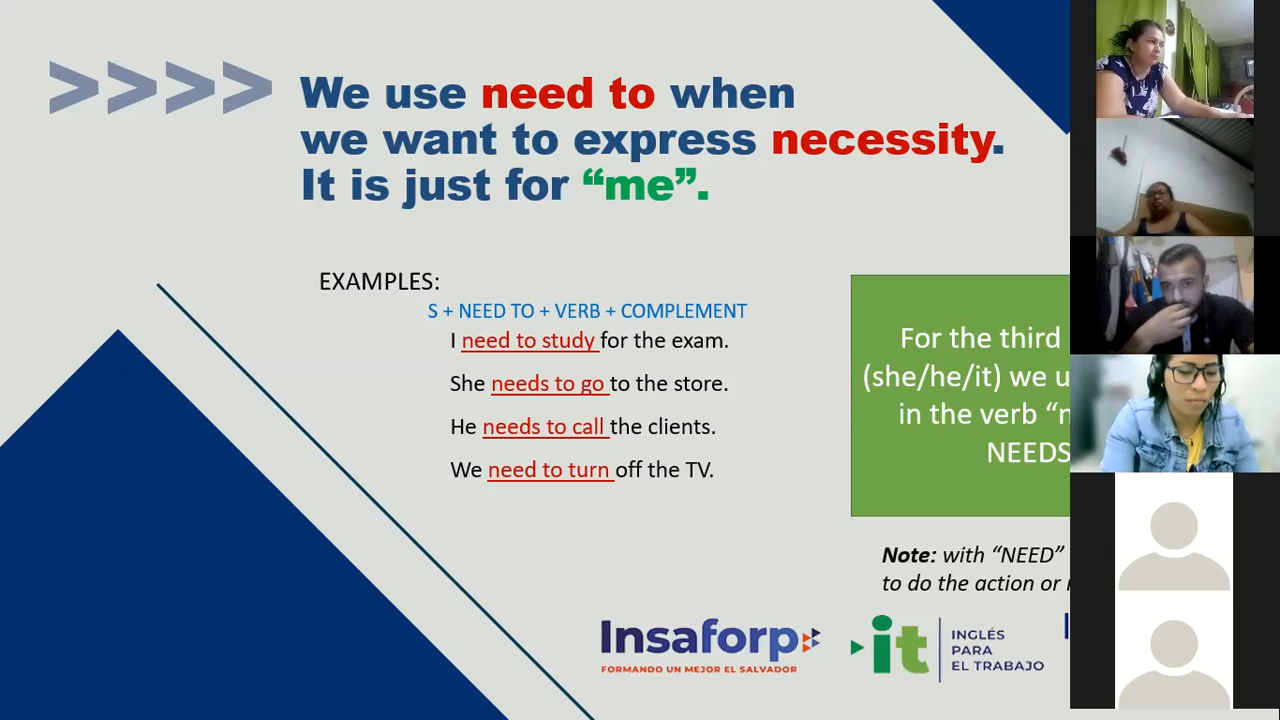 >>>> We use need to when
we want to express necessity.
It is just for “me”.
EXAMPLES:
S + NEED TO + VERB + COMPLEMENT
I need to study for the exam.
She needs to go to the store.
He needs to call the clients.
We need to turn off the TV.
For the third
(she/he/it) we
in the verb
NEEDS
Note: with “NEED”
to do the action or
Insaforp
FORMANDO UN MEJOR EL SALVADOR
it
INGLÉS
PARA
EL TRABAJO